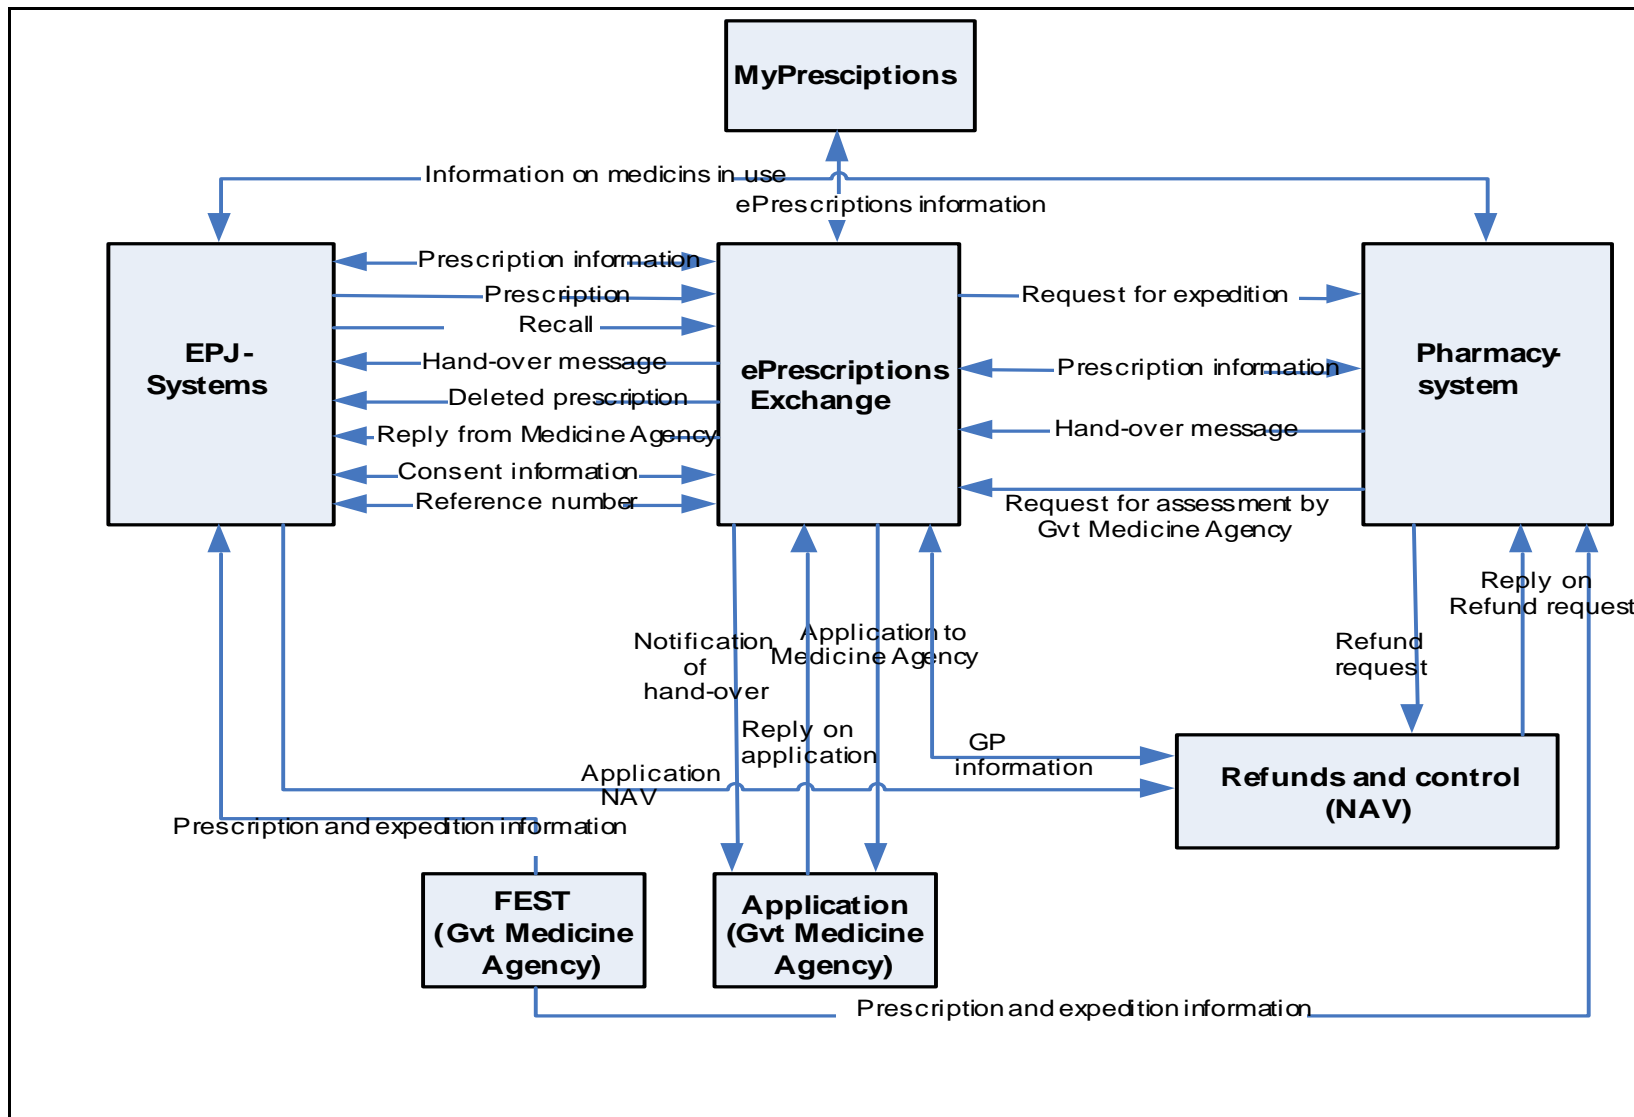 MyPresciptions
Information on medicins in use
ePrescriptions information
EPJ-
Systems
Prescription information
Prescription
Recall
Hand-over message
Deleted prescription
Reply from Medicine Agency
Consent information
Reference number
ePrescriptions
Exchange
Request for expedition
Prescription information
Hand-over message
Request for assessment by
Gvt Medicine Agency
Pharmacy-
system
Notification
of
hand-over
Application to
Medicine Agency
Reply on
application
GP
information
Refund
request
Reply on
Refund request
Application
NAV
Refunds and control
(NAV)
Prescription and expedition information
FEST
(Gvt Medicine
Agency)
Application
(Gvt Medicine
Agency)
Prescription and expedition information